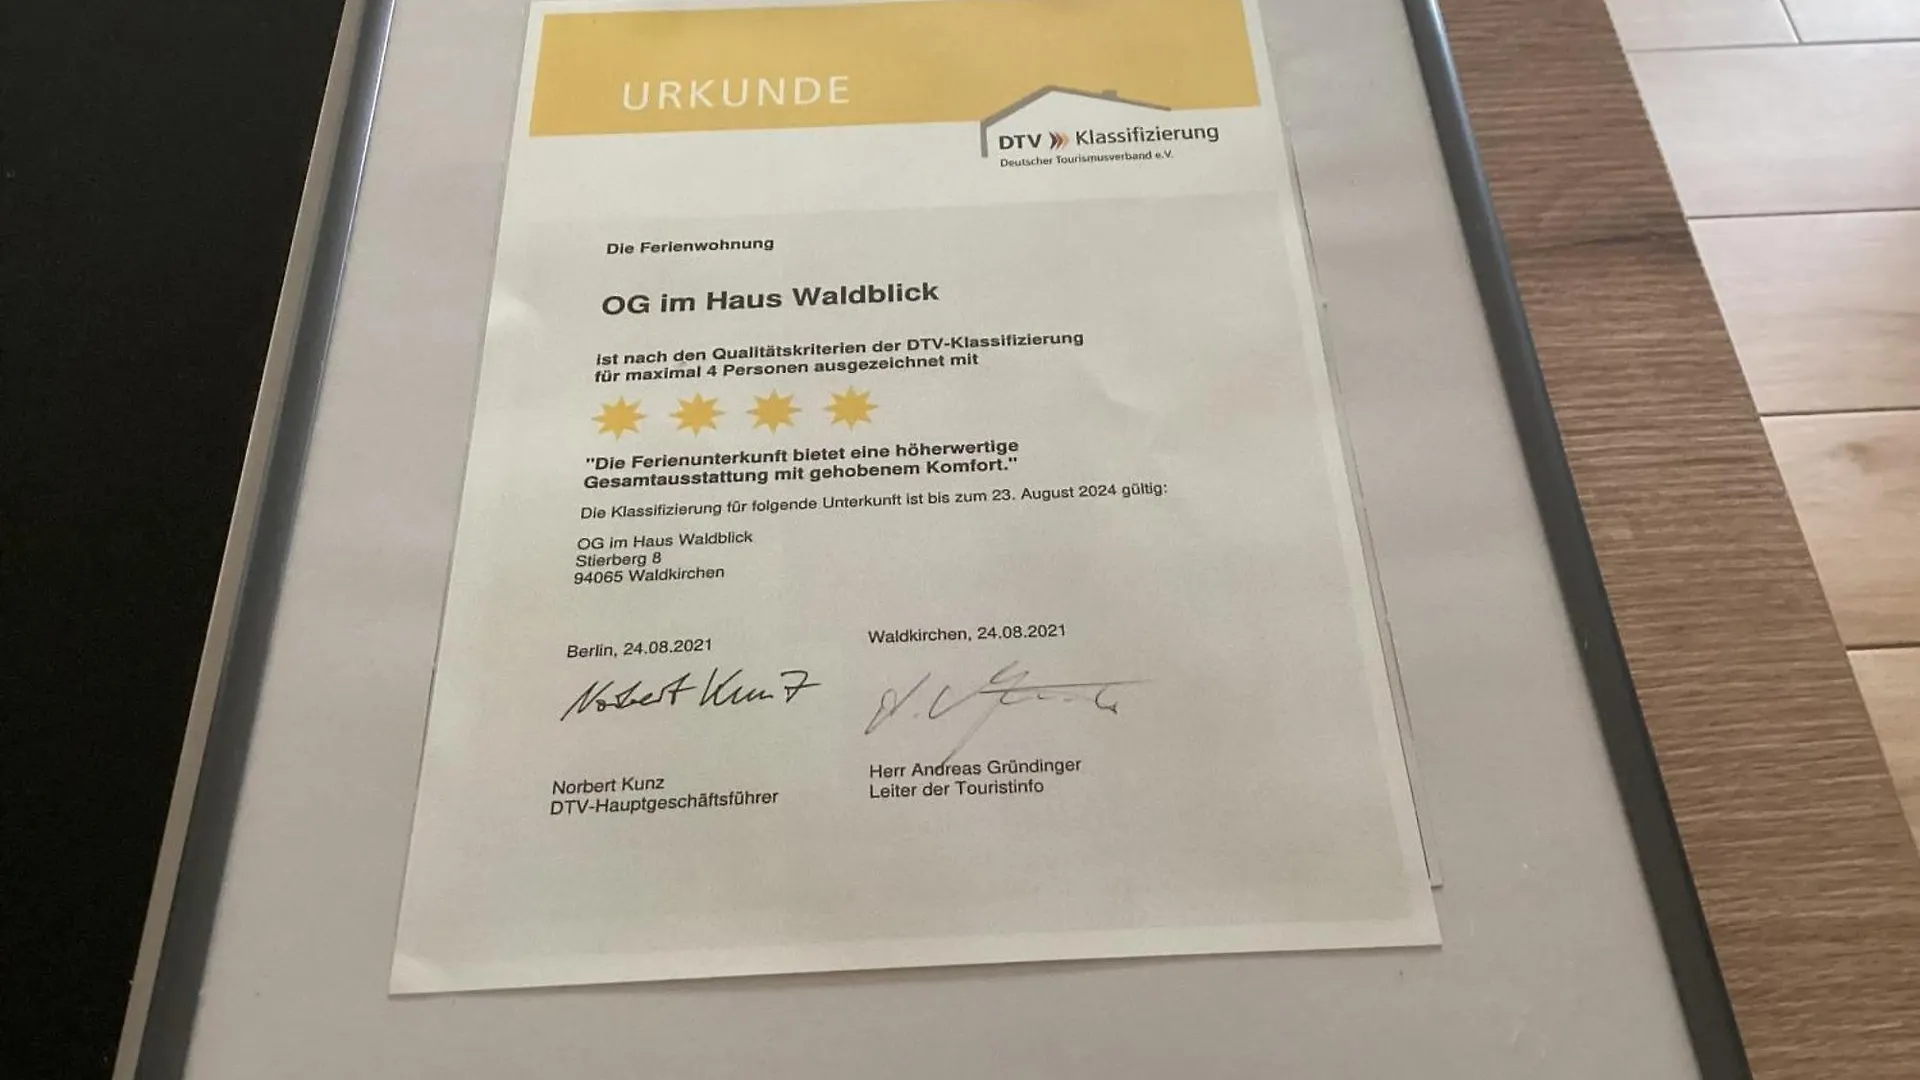 URKUNDE
DTV Klassifizierung
Deutscher Tourismusverband e.V.
Die Ferienwohnung
OG im Haus Waldblick
ist nach den Qualitätskriterien der DTV-Klassifizierung
für maximal 4 Personen ausgezeichnet mit
"Die Ferienunterkunft bietet eine höherwertige
Gesamtausstattung mit gehobenem Komfort."
Die Klassifizierung für folgende Unterkunft ist bis zum 23. August 2024 gültig:
OG im Haus Waldblick
Stierberg 8
94065 Waldkirchen
Berlin, 24.08.2021
Norbert Kunz
Norbert Kunz
DTV-Hauptgeschäftsführer
Waldkirchen, 24.08.2021
Herr Andreas Gründinger
Leiter der Touristinfo